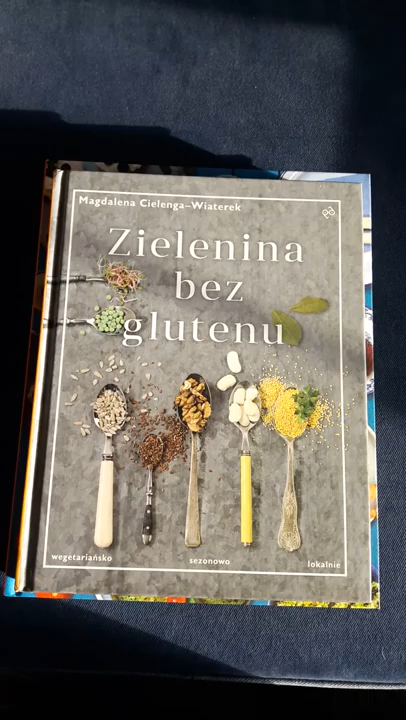 Magdalena Cielenga-Wiaterek
Zielenina
bez
glutenu
wegetariańsko sezonowo lokalnie